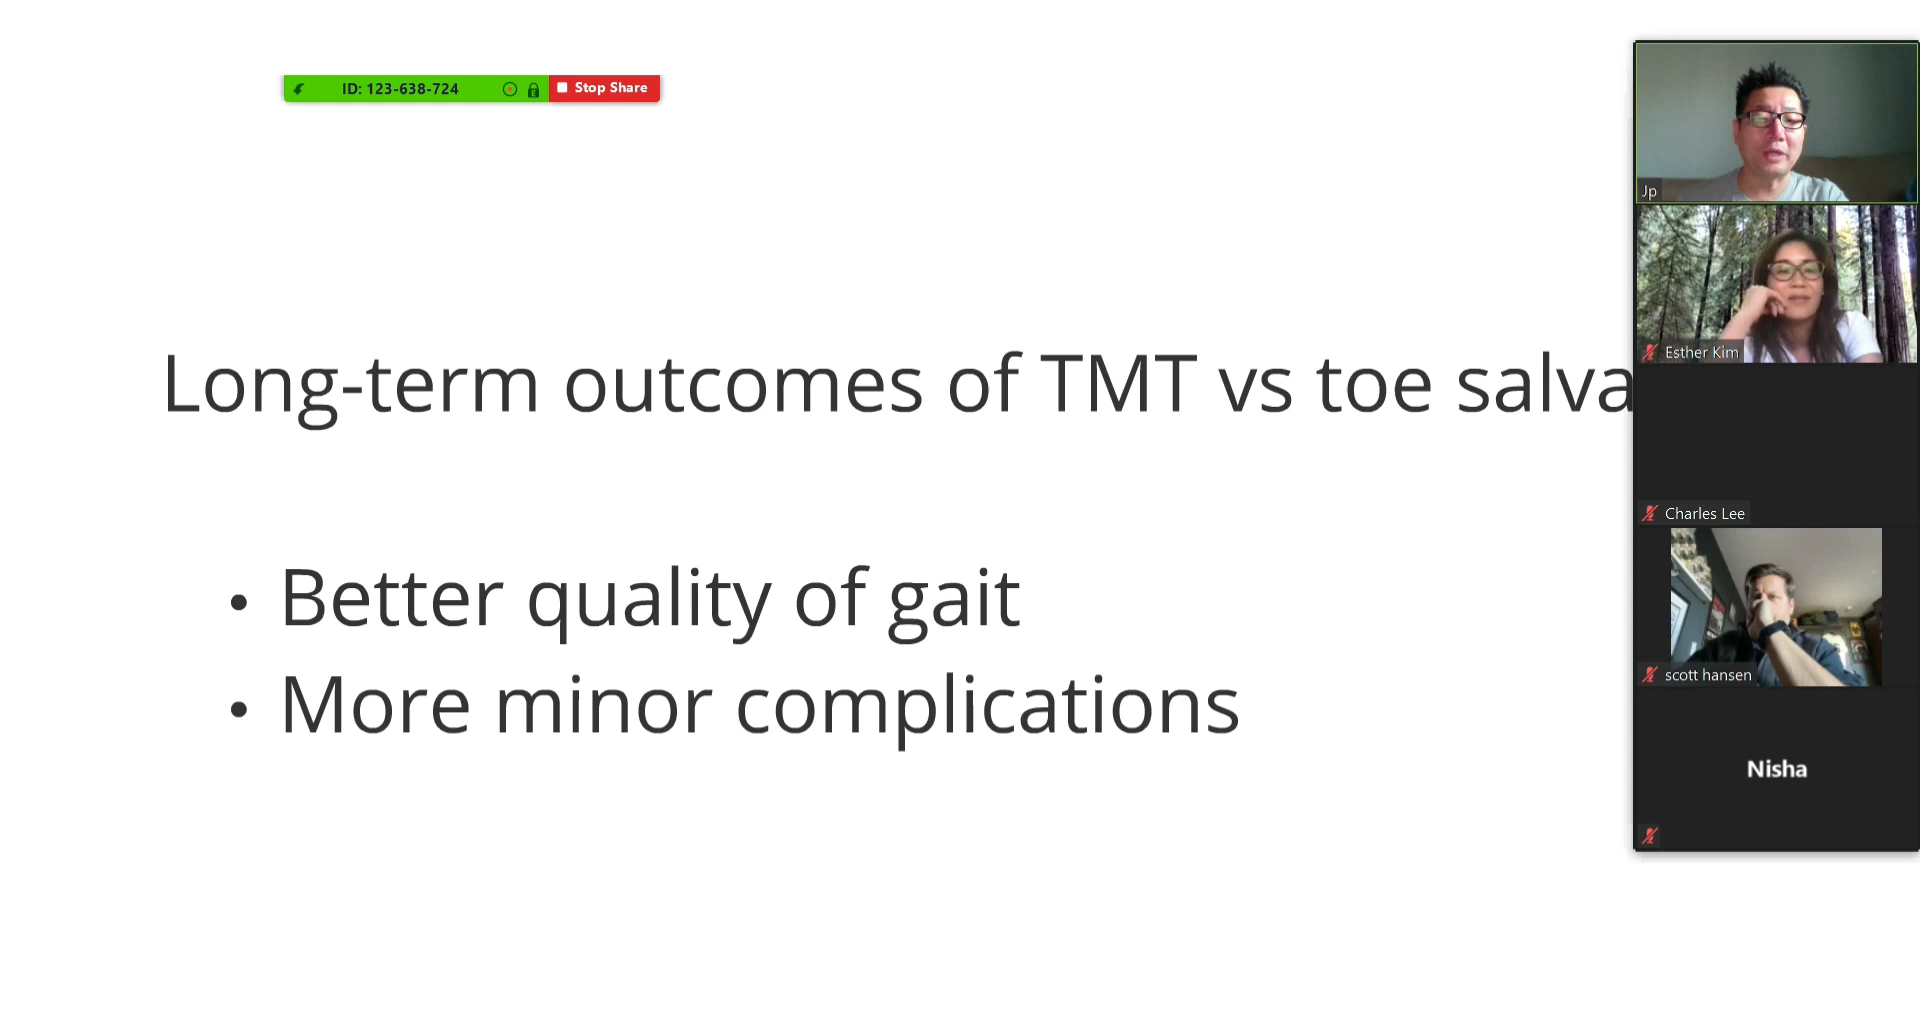 ID: 123-638-724
Stop Share
Long-term outcomes of TMT vs toe salva
• Better quality of gait
• More minor complications
Jp
Esther Kim
Charles Lee
scott hansen
Nisha